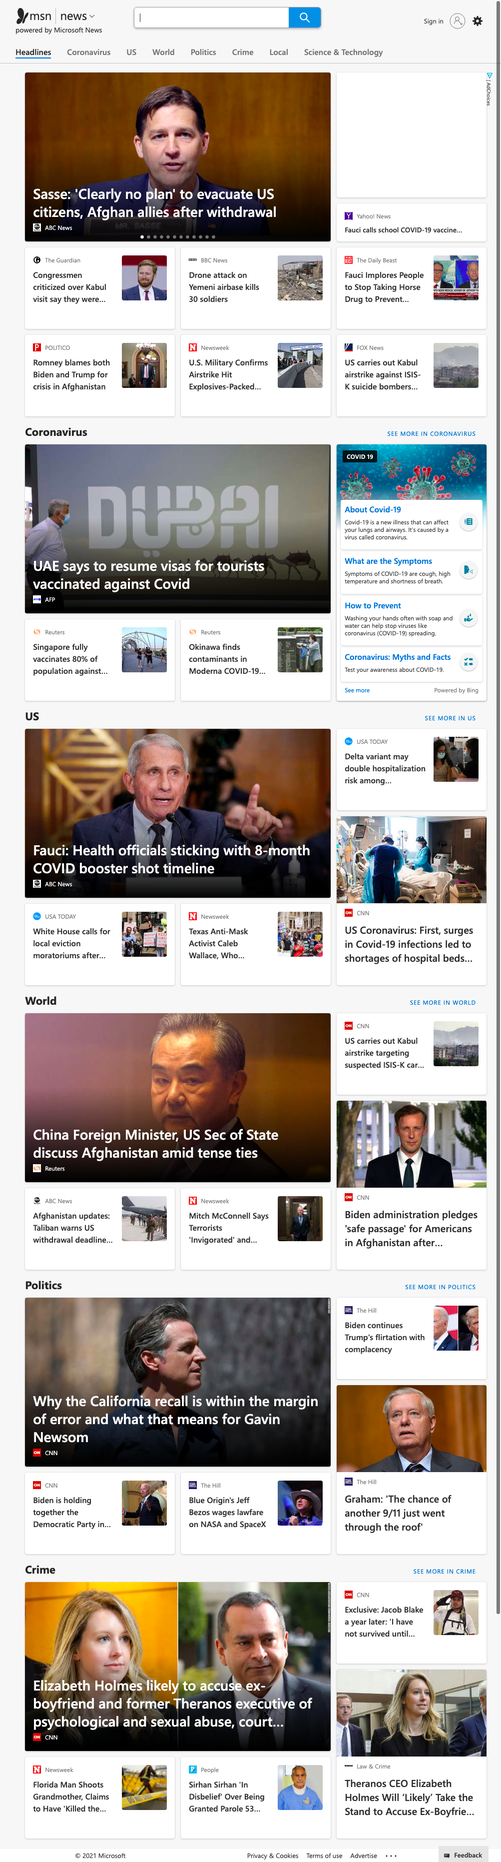 msn | news
powered by Microsoft News
Sign in
Headlines Coronavirus US World Politics Crime Local Science & Technology
Sasse: 'Clearly no plan' to evacuate US
citizens, Afghan allies after withdrawal
ABC News
AdChoices
Yahoo! News
Fauci calls school COVID-19 vaccine...
The Guardian
Congressmen
criticized over Kabul
visit say they were...
BBC News
Drone attack on
Yemeni airbase kills
30 soldiers
The Daily Beast
Fauci Implores People
to Stop Taking Horse
Drug to Prevent...
POLITICO
Romney blames both
Biden and Trump for
crisis in Afghanistan
Newsweek
U.S. Military Confirms
Airstrike Hit
Explosives-Packed...
FOX News
US carries out Kabul
airstrike against ISIS-
K suicide bombers...
Coronavirus
SEE MORE IN CORONAVIRUS
DUBAI
UAE says to resume visas for tourists
vaccinated against Covid
AFP
COVID 19
About Covid-19
Covid-19 is a new illness that can affect
your lungs and airways. It's caused by a
virus called coronavirus.
What are the Symptoms
Symptoms of COVID-19 are cough, high
temperature and shortness of breath.
How to Prevent
Washing your hands often with soap and
water can help stop viruses like
coronavirus (COVID-19) spreading.
Coronavirus: Myths and Facts
Test your awareness about COVID-19.
See more
Powered by Bing
Reuters
Singapore fully
vaccinates 80% of
population against...
Reuters
Okinawa finds
contaminants in
Moderna COVID-19...
US
SEE MORE IN US
Fauci: Health officials sticking with 8-month
COVID booster shot timeline
ABC News
USA TODAY
Delta variant may
double hospitalization
risk among...
CNN
US Coronavirus: First, surges
in Covid-19 infections led to
shortages of hospital beds...
USA TODAY
White House calls for
local eviction
moratoriums after...
Newsweek
Texas Anti-Mask
Activist Caleb
Wallace, Who...
World
SEE MORE IN WORLD
China Foreign Minister, US Sec of State
discuss Afghanistan amid tense ties
Reuters
CNN
US carries out Kabul
airstrike targeting
suspected ISIS-K car...
CNN
Biden administration pledges
'safe passage' for Americans
in Afghanistan after...
ABC News
Afghanistan updates:
Taliban warns US
withdrawal deadline...
Newsweek
Mitch McConnell Says
Terrorists
'Invigorated' and...
Politics
SEE MORE IN POLITICS
Why the California recall is within the margin
of error and what that means for Gavin
Newsom
CNN
The Hill
Biden continues
Trump's flirtation with
complacency
The Hill
Graham: 'The chance of
another 9/11 just went
through the roof'
CNN
Biden is holding
together the
Democratic Party in...
The Hill
Blue Origin's Jeff
Bezos wages lawfare
on NASA and SpaceX
Crime
SEE MORE IN CRIME
Elizabeth Holmes likely to accuse ex-
boyfriend and former Theranos executive of
psychological and sexual abuse, court...
CNN
CNN
Exclusive: Jacob Blake
a year later: 'I have
not survived until...
Law & Crime
Theranos CEO Elizabeth
Holmes Will 'Likely' Take the
Stand to Accuse Ex-Boyfrie...
Newsweek
Florida Man Shoots
Grandmother, Claims
to Have 'Killed the...
People
Sirhan Sirhan 'In
Disbelief' Over Being
Granted Parole 53...
© 2021 Microsoft
Privacy & Cookies Terms of use Advertise ...
Feedback